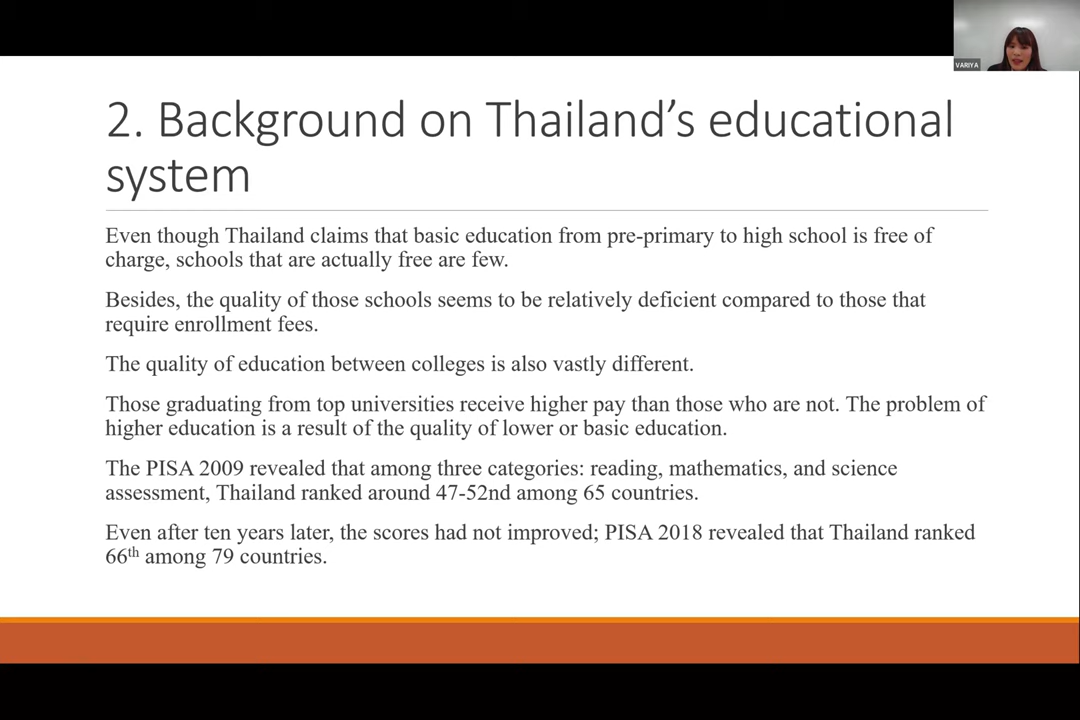 VARIYA
2. Background on Thailand's educational
system
Even though Thailand claims that basic education from pre-primary to high school is free of
charge, schools that are actually free are few.
Besides, the quality of those schools seems to be relatively deficient compared to those that
require enrollment fees.
The quality of education between colleges is also vastly different.
Those graduating from top universities receive higher pay than those who are not. The problem of
higher education is a result of the quality of lower or basic education.
The PISA 2009 revealed that among three categories: reading, mathematics, and science
assessment, Thailand ranked around 47-52nd among 65 countries.
Even after ten years later, the scores had not improved; PISA 2018 revealed that Thailand ranked
66th among 79 countries.